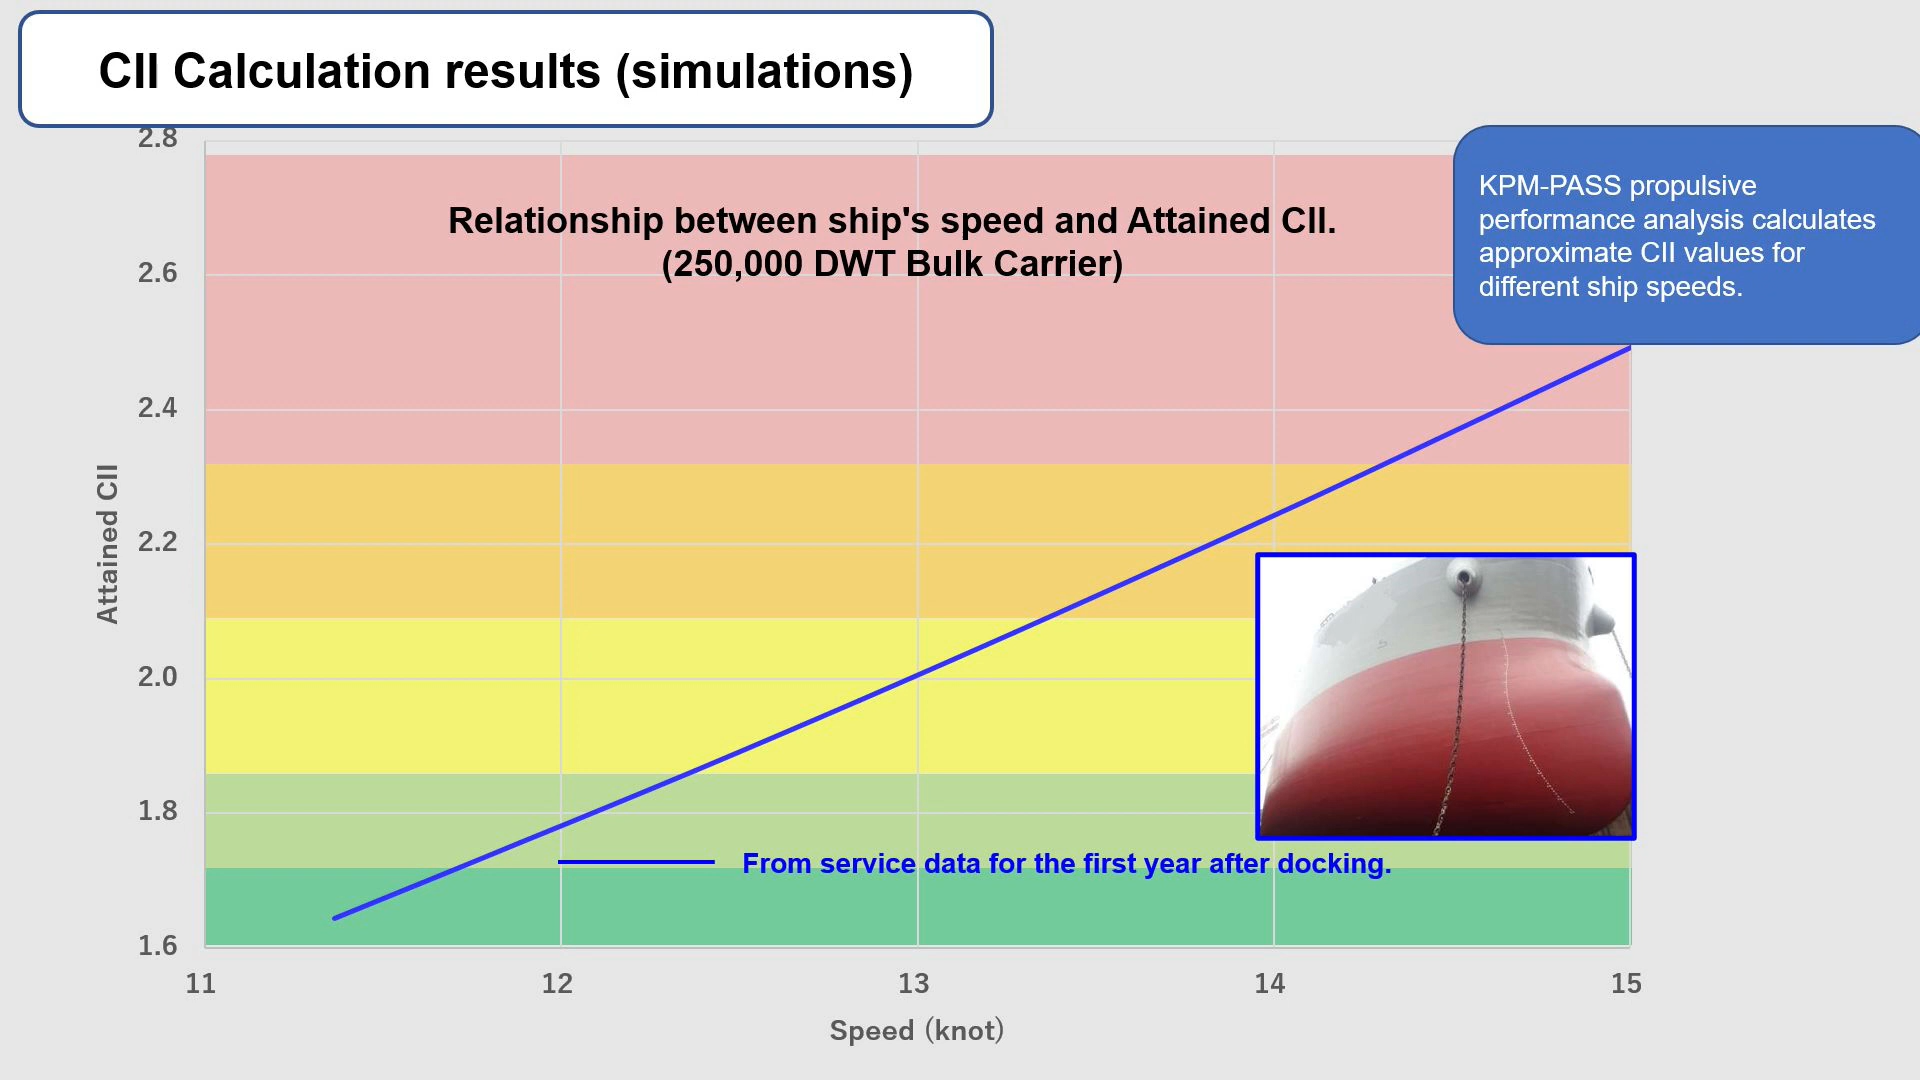 CII Calculation results (simulations)
2.8
Relationship between ship's speed and Attained CII.
(250,000 DWT Bulk Carrier)
KPM-PASS propulsive
performance analysis calculates
approximate CII values for
different ship speeds.
2.6
2.4
2.2
2.0
1.8
1.6
Attained CII
From service data for the first year after docking.
11
12
13
14
15
Speed (knot)